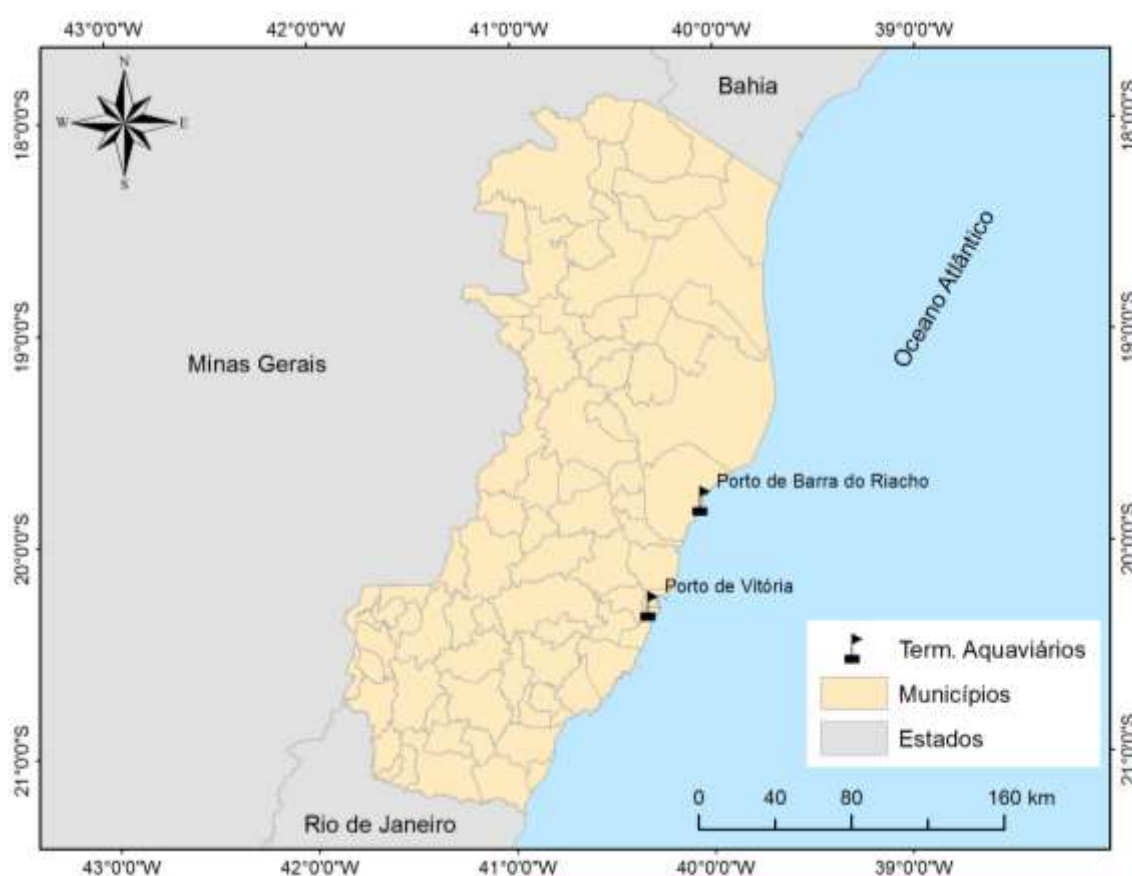 43°0'0"W 42°0'0"W 41°0'0"W 40°0'0"W 39°0'0"W
N
W E
S
18°0'0"S 18°0'0"S
Bahia
Oceano Atlântico
19°0'0"S 19°0'0"S
Minas Gerais
Porto de Barra do Riacho
20°0'0"S 20°0'0"S
Porto de Vitória
Term. Aquaviários
Municípios
Estados
21°0'0"S 21°0'0"S
0 40 80 160 km
Rio de Janeiro
43°0'0"W 42°0'0"W 41°0'0"W 40°0'0"W 39°0'0"W